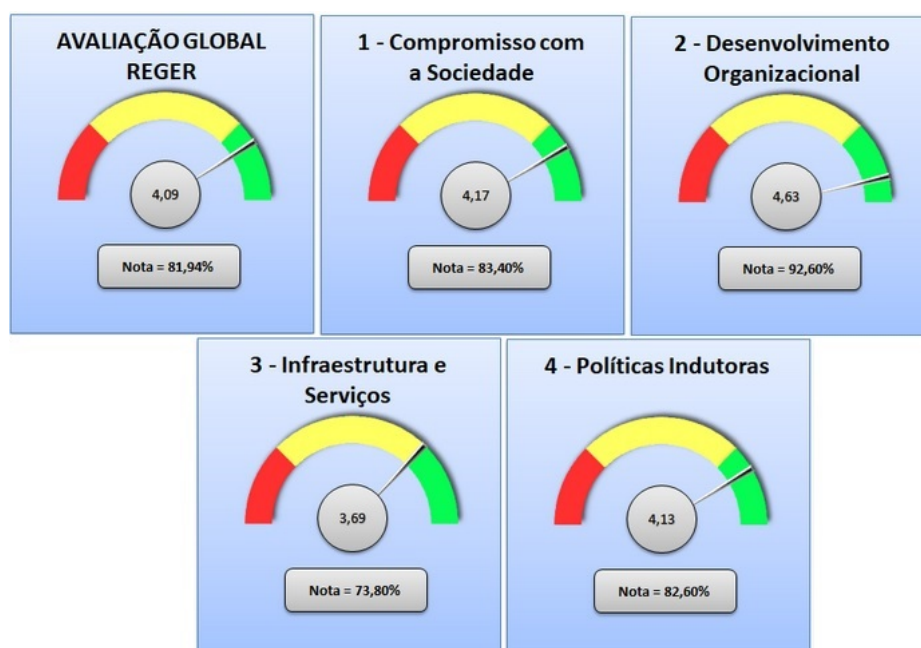 AVALIAÇÃO GLOBAL
REGER
4,09
Nota = 81,94%
1 - Compromisso com
a Sociedade
4,17
Nota = 83,40%
2 - Desenvolvimento
Organizacional
4,63
Nota = 92,60%
3 - Infraestrutura e
Serviços
3,69
Nota = 73,80%
4 - Políticas Indutoras
4,13
Nota = 82,60%